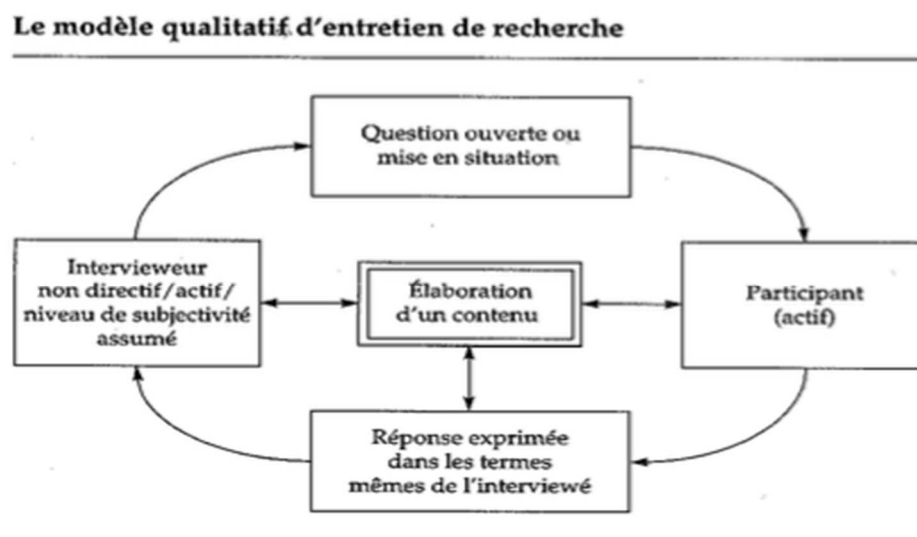 Le modèle qualitatif d'entretien de recherche
Question ouverte ou
mise en situation
Intervieweur
non directif/actif/
niveau de subjectivité
assumé
Élaboration
d'un contenu
Participant
(actif)
Réponse exprimée
dans les termes
mêmes de l'interviewé